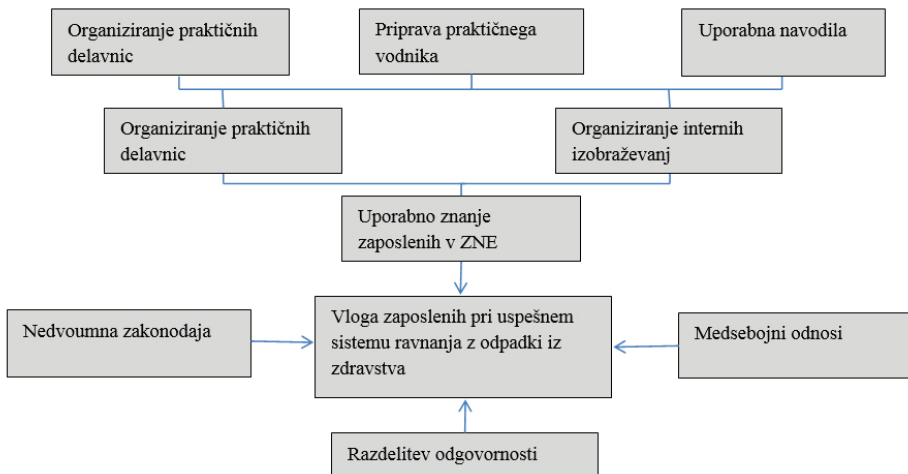 Organiziranje praktičnih
delavnic
Priprava praktičnega
vodnika
Uporabna navodila
Organiziranje praktičnih
delavnic
Organiziranje internih
izobraževanj
Uporabno znanje
zaposlenih v ZNE
Nedvoumna zakonodaja
Vloga zaposlenih pri uspešnem
sistemu ravnanja z odpadki iz
zdravstva
Medsebojni odnosi
Razdelitev odgovornosti